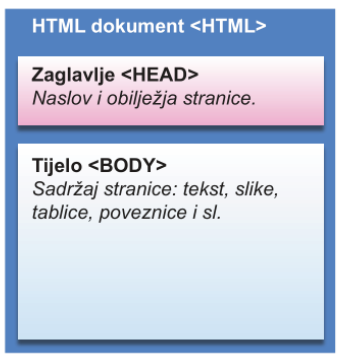 HTML dokument <HTML>
Zaglavlje <HEAD>
Naslov i obilježja stranice.
Tijelo <BODY>
Sadržaj stranice: tekst, slike,
tablice, poveznice i sl.